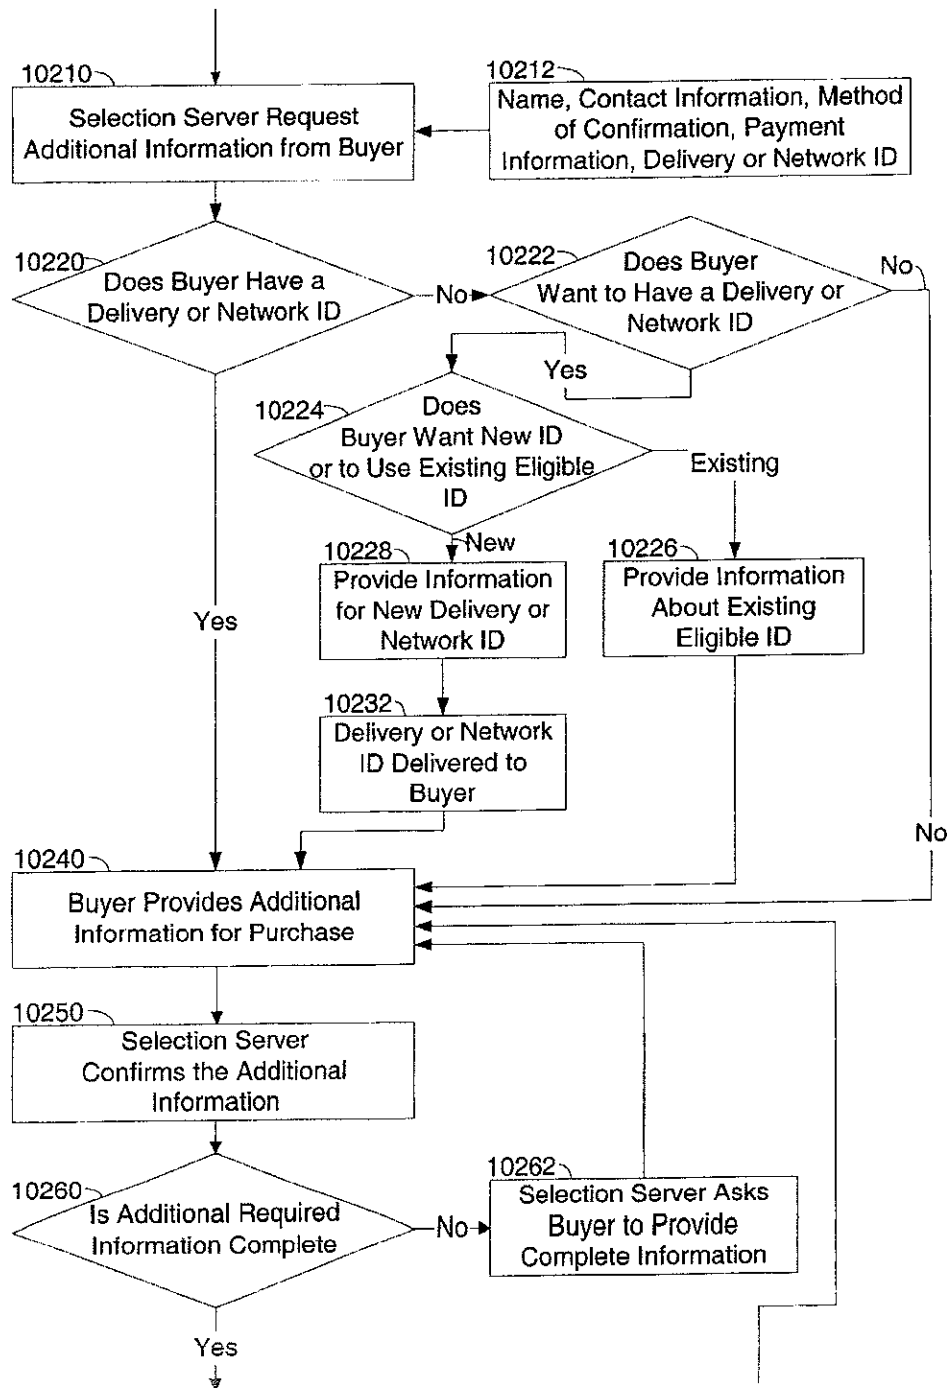 10210
Selection Server Request
Additional Information from Buyer
10212
Name, Contact Information, Method
of Confirmation, Payment
Information, Delivery or Network ID
10220
Does Buyer Have a
Delivery or Network ID
No
10222
Does Buyer
Want to Have a Delivery or
Network ID
No
Yes
10224
Does
Buyer Want New ID
or to Use Existing Eligible
ID
Existing
New
10228
Provide Information
for New Delivery or
Network ID
10226
Provide Information
About Existing
Eligible ID
Yes
10232
Delivery or Network
ID Delivered to
Buyer
No
10240
Buyer Provides Additional
Information for Purchase
10250
Selection Server
Confirms the Additional
Information
10260
Is Additional Required
Information Complete
No
10262
Selection Server Asks
Buyer to Provide
Complete Information
Yes